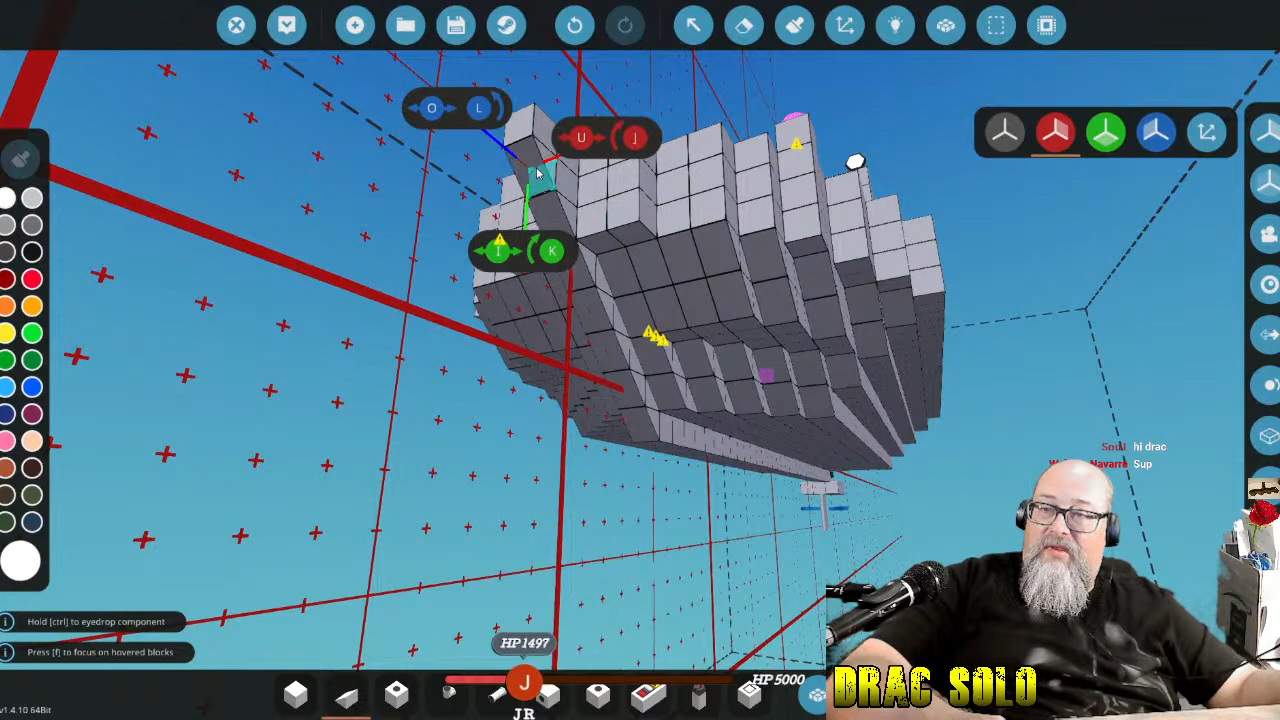 O L
U J
I K
Soul hi drac
Navarre Sup
Hold [ctrl] to eyedrop component
Press [f] to focus on hovered blocks
HP 1497
J
HP 5000
JR
v1.4.10 64Bit
DRAC SOLO